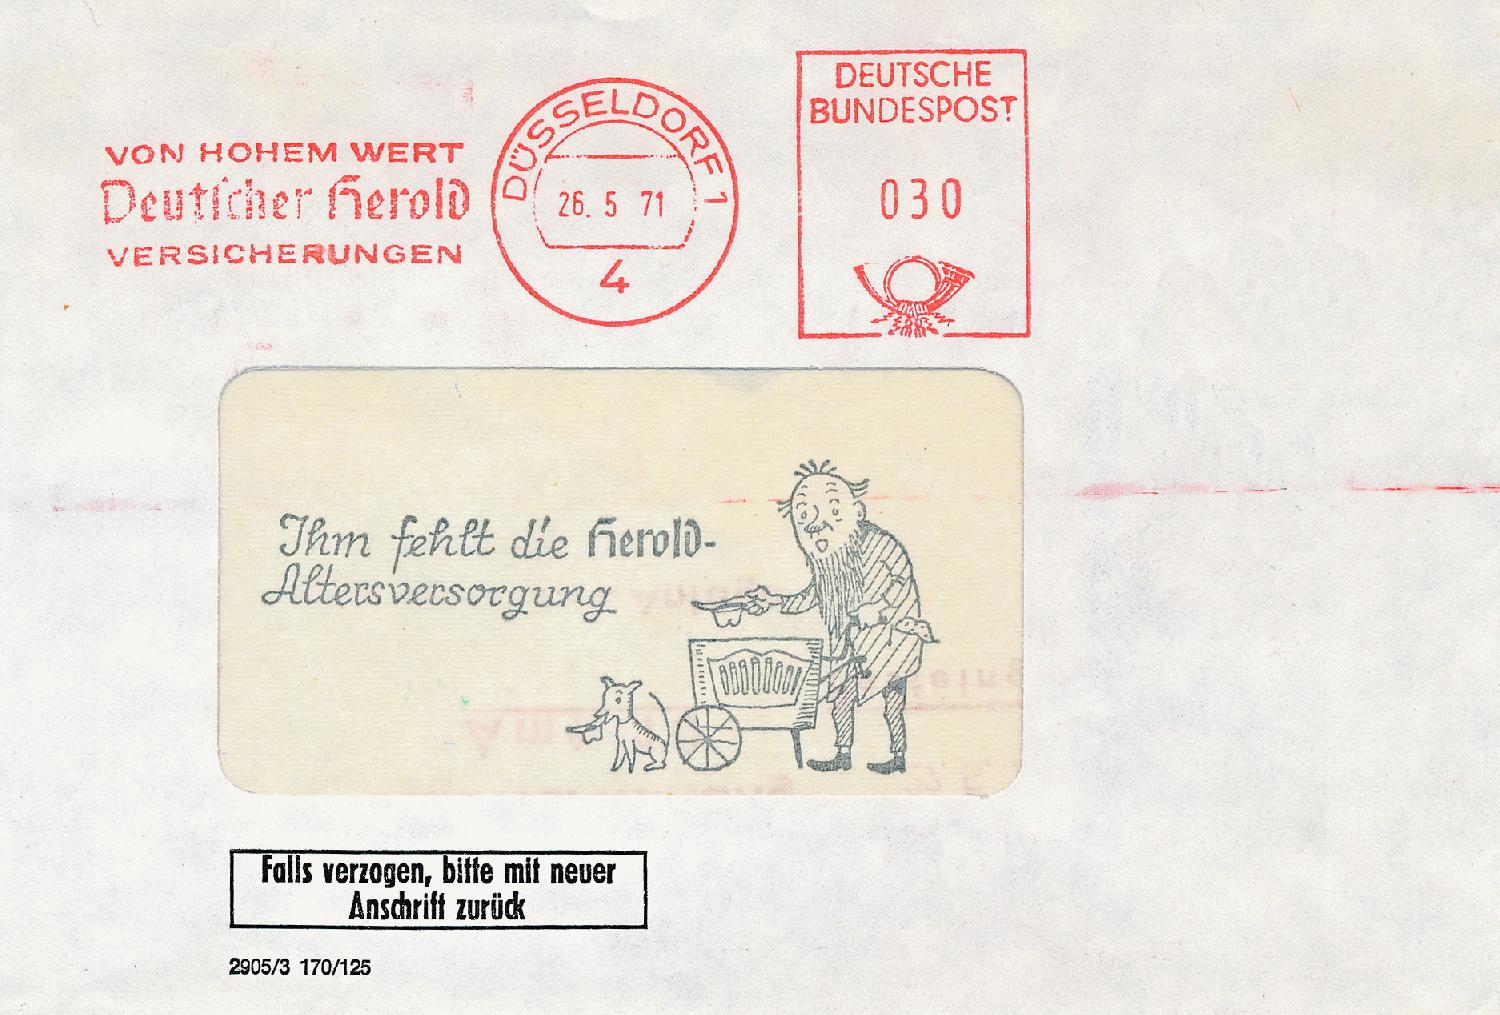 VON HOHEM WERT
Deutscher Herold
VERSICHERUNGEN
DÜSSELDORF 1
26. 5 71
4
DEUTSCHE
BUNDESPOST
030
Ihm fehlt die Herold-
Altersversorgung
Falls verzogen, bitte mit neuer
Anschrift zurück
2905/3 170/125